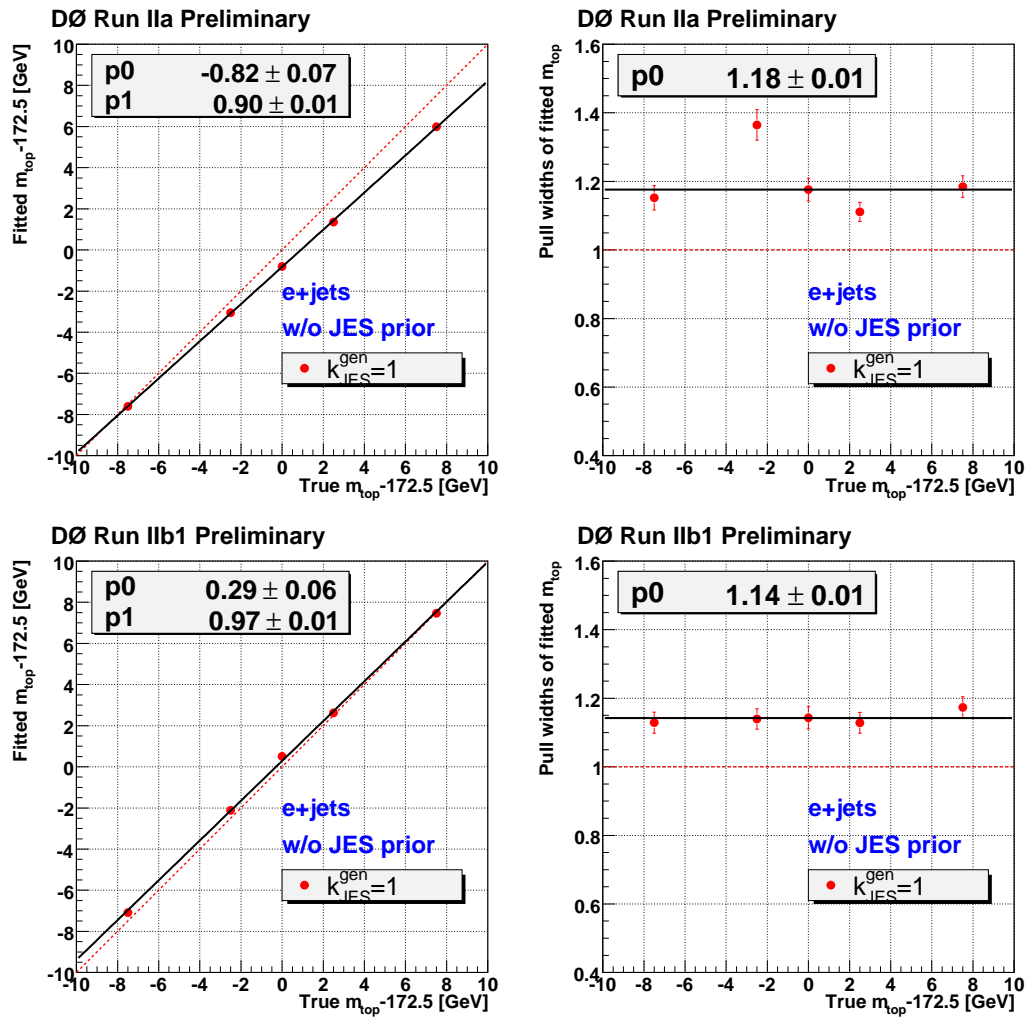 DØ Run IIa Preliminary
Fitted m_top-172.5 [GeV]
10
8
6
4
2
0
-2
-4
-6
-8
-10
p0 -0.82 ± 0.07
p1 0.90 ± 0.01
e+jets
w/o JES prior
k_JES^gen=1
-10 -8 -6 -4 -2 0 2 4 6 8 10
True m_top-172.5 [GeV]
DØ Run IIa Preliminary
Pull widths of fitted m_top
1.6
1.4
1.2
1
0.8
0.6
0.4
p0 1.18 ± 0.01
e+jets
w/o JES prior
k_JES^gen=1
-10 -8 -6 -4 -2 0 2 4 6 8 10
True m_top-172.5 [GeV]
DØ Run IIb1 Preliminary
Fitted m_top-172.5 [GeV]
10
8
6
4
2
0
-2
-4
-6
-8
-10
p0 0.29 ± 0.06
p1 0.97 ± 0.01
e+jets
w/o JES prior
k_JES^gen=1
-10 -8 -6 -4 -2 0 2 4 6 8 10
True m_top-172.5 [GeV]
DØ Run IIb1 Preliminary
Pull widths of fitted m_top
1.6
1.4
1.2
1
0.8
0.6
0.4
p0 1.14 ± 0.01
e+jets
w/o JES prior
k_JES^gen=1
-10 -8 -6 -4 -2 0 2 4 6 8 10
True m_top-172.5 [GeV]